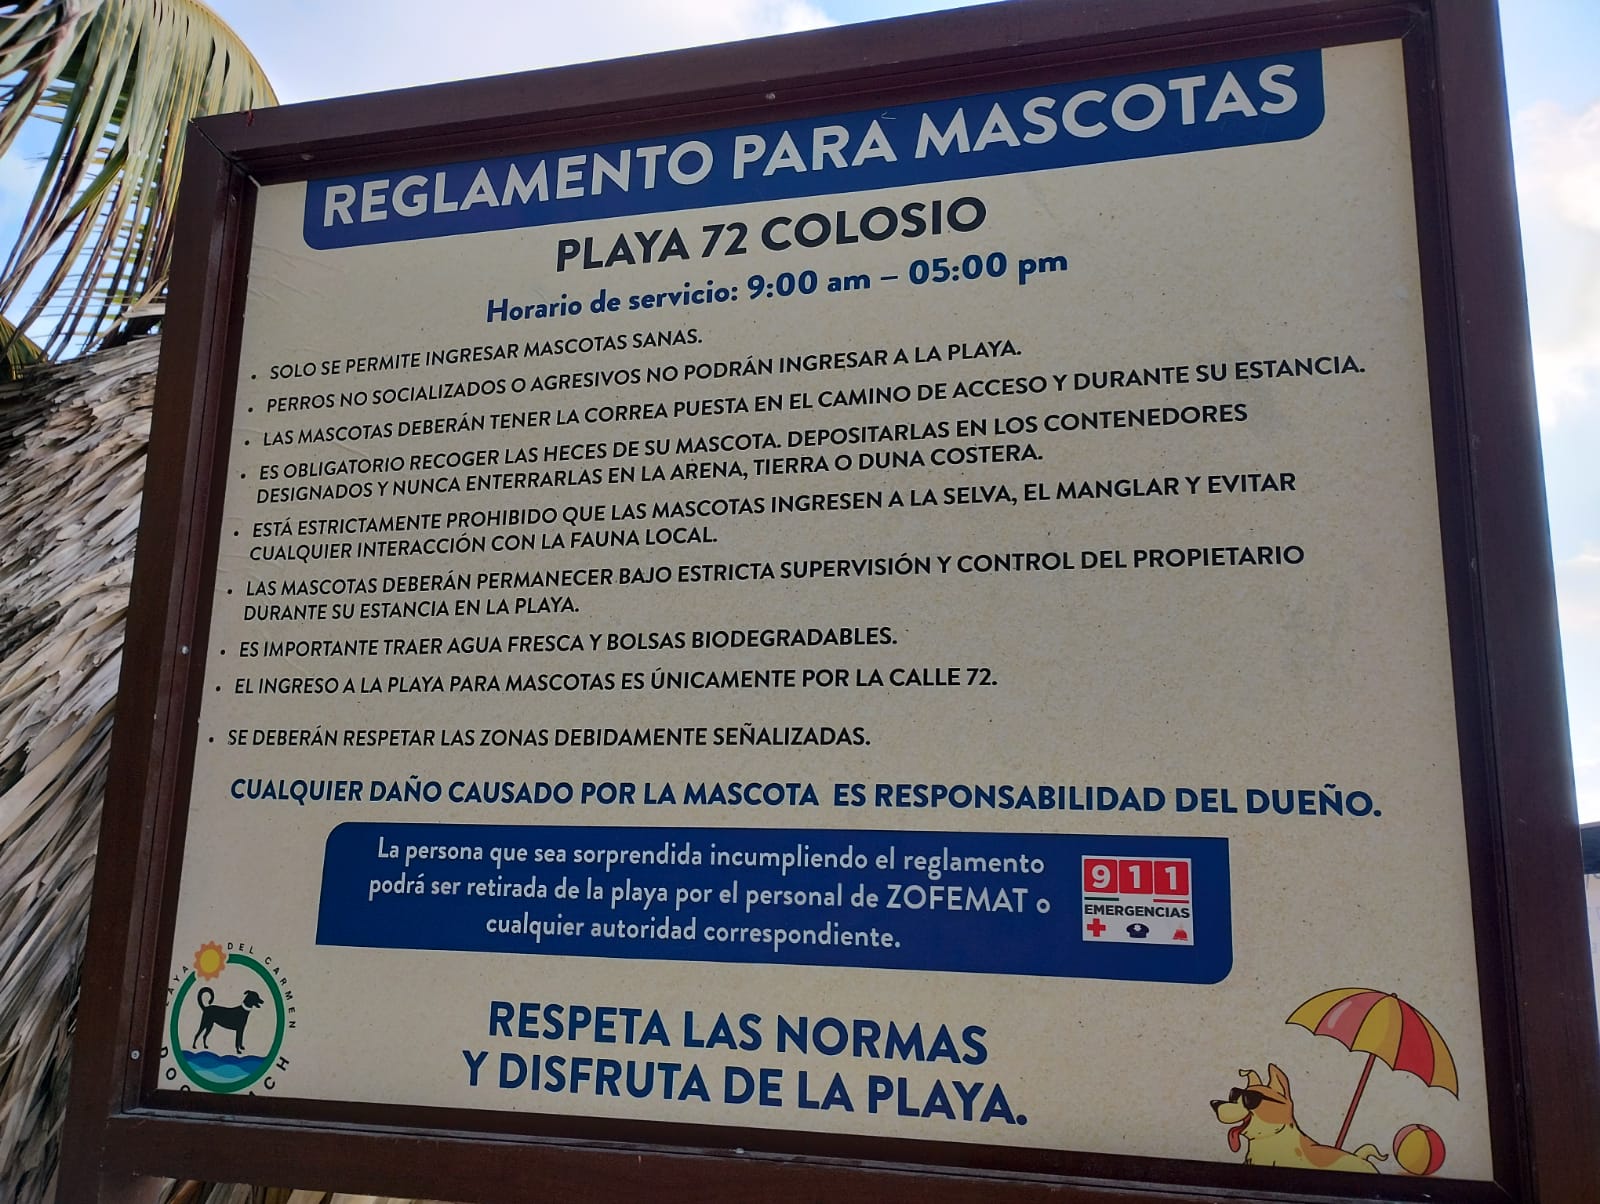 REGLAMENTO PARA MASCOTAS
PLAYA 72 COLOSIO
Horario de servicio: 9:00 am – 05:00 pm
• SOLO SE PERMITE INGRESAR MASCOTAS SANAS.
• PERROS NO SOCIALIZADOS O AGRESIVOS NO PODRÁN INGRESAR A LA PLAYA.
• LAS MASCOTAS DEBERÁN TENER LA CORREA PUESTA EN EL CAMINO DE ACCESO Y DURANTE SU ESTANCIA.
• ES OBLIGATORIO RECOGER LAS HECES DE SU MASCOTA. DEPOSITARLAS EN LOS CONTENEDORES
DESIGNADOS Y NUNCA ENTERRARLAS EN LA ARENA, TIERRA O DUNA COSTERA.
• ESTÁ ESTRICTAMENTE PROHIBIDO QUE LAS MASCOTAS INGRESEN A LA SELVA, EL MANGLAR Y EVITAR
CUALQUIER INTERACCIÓN CON LA FAUNA LOCAL.
• LAS MASCOTAS DEBERÁN PERMANECER BAJO ESTRICTA SUPERVISIÓN Y CONTROL DEL PROPIETARIO
DURANTE SU ESTANCIA EN LA PLAYA.
• ES IMPORTANTE TRAER AGUA FRESCA Y BOLSAS BIODEGRADABLES.
• EL INGRESO A LA PLAYA PARA MASCOTAS ES ÚNICAMENTE POR LA CALLE 72.
• SE DEBERÁN RESPETAR LAS ZONAS DEBIDAMENTE SEÑALIZADAS.
CUALQUIER DAÑO CAUSADO POR LA MASCOTA ES RESPONSABILIDAD DEL DUEÑO.
La persona que sea sorprendida incumpliendo el reglamento
podrá ser retirada de la playa por el personal de ZOFEMAT o
cualquier autoridad correspondiente.
911
EMERGENCIAS
DEL CARMEN
RESPETA LAS NORMAS
Y DISFRUTA DE LA PLAYA.